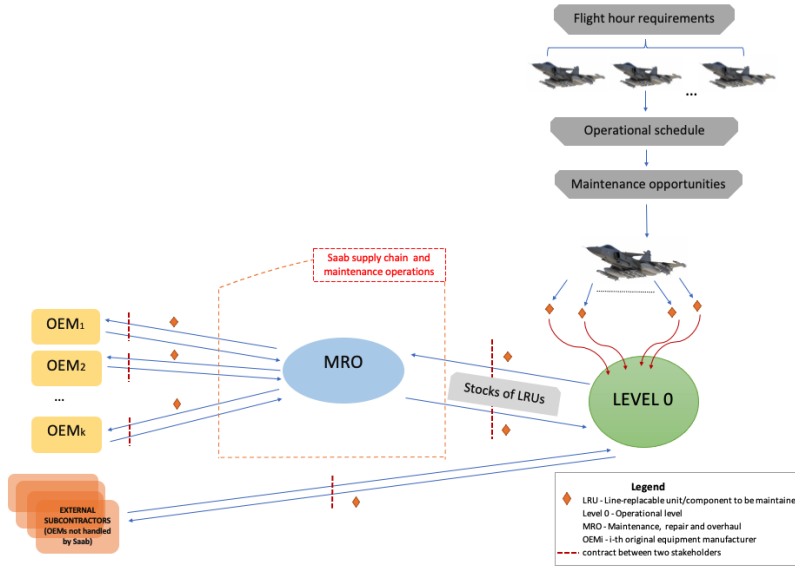 Flight hour requirements
...
Operational schedule
Maintenance opportunities
Saab supply chain and
maintenance operations
OEM1
OEM2
...
OEMk
MRO
Stocks of LRUs
LEVEL 0
EXTERNAL
SUBCONTRACTORS
(OEMs not handled
by Saab)
Legend
LRU - Line-replacable unit/component to be maintaine
Level 0 - Operational level
MRO - Maintenance, repair and overhaul
OEMi - i-th original equipment manufacturer
contract between two stakeholders